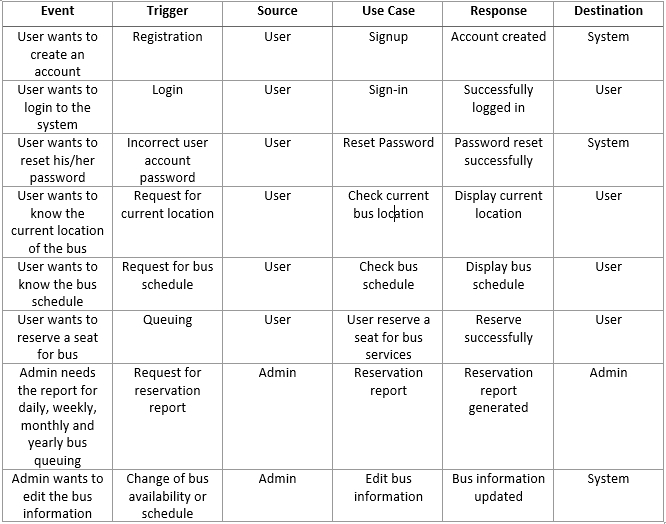 Event Trigger Source Use Case Response Destination
User wants to
create an
account
Registration
User
Signup
Account created
System
User wants to
login to the
system
Login
User
Sign-in
Successfully
logged in
User
User wants to
reset his/her
password
Incorrect user
account
password
User
Reset Password
Password reset
successfully
System
User wants to
know the
current location
of the bus
Request for
current location
User
Check current
bus location
Display current
location
User
User wants to
know the bus
schedule
Request for bus
schedule
User
Check bus
schedule
Display bus
schedule
User
User wants to
reserve a seat
for bus
Queuing
User
User reserve a
seat for bus
services
Reserve
successfully
User
Admin needs
the report for
daily, weekly,
monthly and
yearly bus
queuing
Request for
reservation
report
Admin
Reservation
report
Reservation
report
generated
Admin
Admin wants to
edit the bus
information
Change of bus
availability or
schedule
Admin
Edit bus
information
Bus information
updated
System